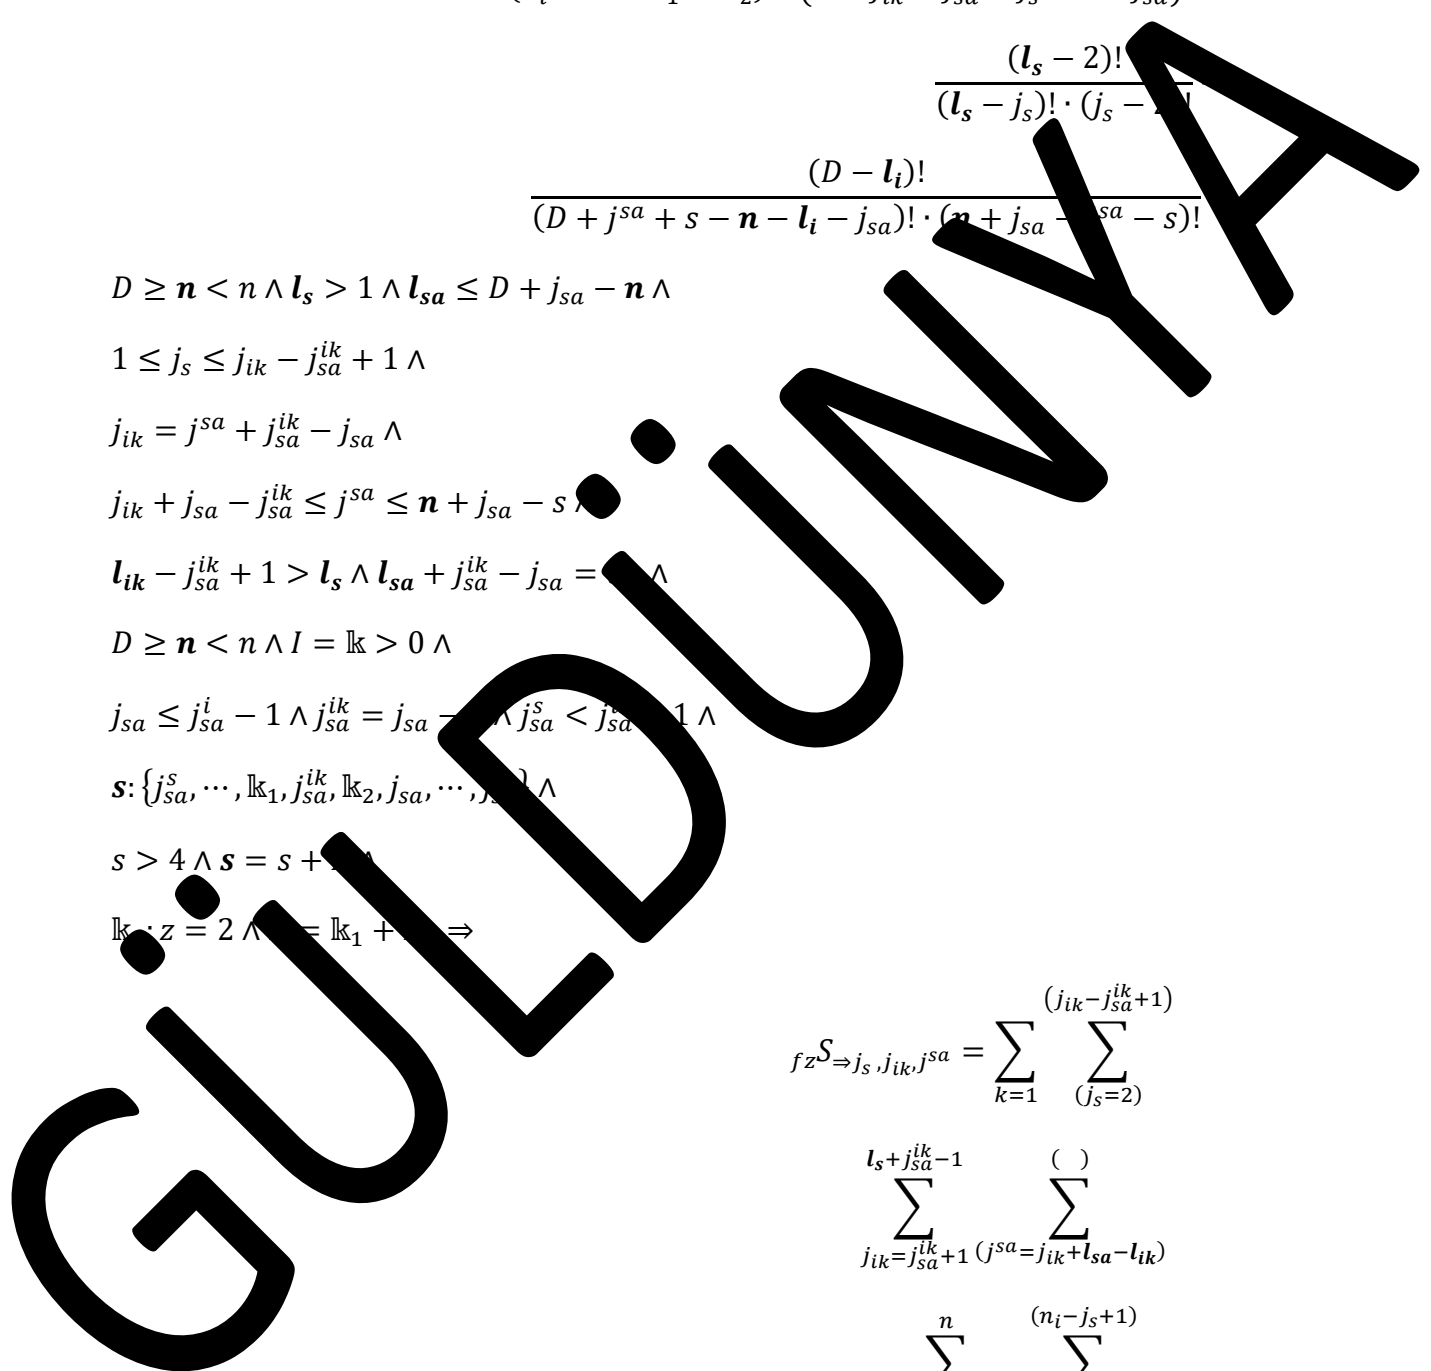 (l_s − 2)!
(l_s − j_s)! · (j_s −
(D − l_i)!
(D + j^{sa} + s − n − l_i − j_{sa})! · (n + j_{sa} − j^{sa} − s)!
D ≥ n < n ∧ l_s > 1 ∧ l_{sa} ≤ D + j_{sa} − n ∧
1 ≤ j_s ≤ j_{ik} − j_{sa}^{ik} + 1 ∧
j_{ik} = j^{sa} + j_{sa}^{ik} − j_{sa} ∧
j_{ik} + j_{sa} − j_{sa}^{ik} ≤ j^{sa} ≤ n + j_{sa} − s ∧
l_{ik} − j_{sa}^{ik} + 1 > l_s ∧ l_{sa} + j_{sa}^{ik} − j_{sa} = ∧
D ≥ n < n ∧ I = 𝕜 > 0 ∧
j_{sa} ≤ j_{sa}^{i} − 1 ∧ j_{sa}^{ik} = j_{sa} − ∧ j_{sa}^{s} < 1 ∧
s: {j_{sa}^{s}, ⋯ , 𝕜_1, j_{sa}^{ik}, 𝕜_2, j_{sa}, ⋯ , } ∧
s > 4 ∧ s = s + ∧
z = 2 ∧ = 𝕜_1 + ⇒
(j_{ik}−j_{sa}^{ik}+1)
_{fz}S_{⇒j_s,j_{ik},j^{sa}} = ∑ ∑
k=1 (j_s=2)
l_s+j_{sa}^{ik}−1 ( )
∑ ∑
j_{ik}=j_{sa}^{ik}+1 (j^{sa}=j_{ik}+l_{sa}−l_{ik})
n (n_i−j_s+1)
∑ ∑
GÜLDÜNYA